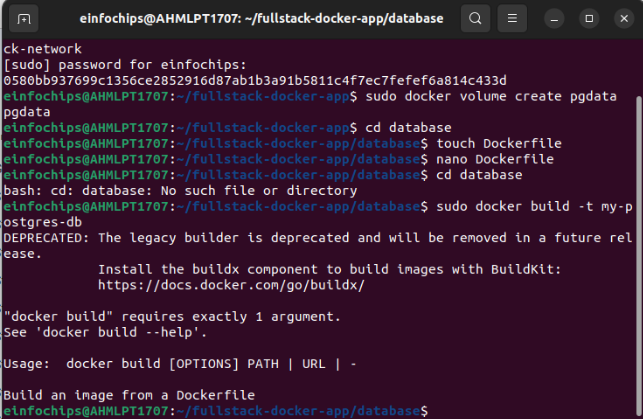 einfochips@AHMLPT1707: ~/fullstack-docker-app/database
ck-network
[sudo] password for einfochips:
0580bb937699c1356ce2852916d87ab1b3a91b5811c4f7ec7fefef6a814c433d
einfochips@AHMLPT1707:~/fullstack-docker-app$ sudo docker volume create pgdata
pgdata
einfochips@AHMLPT1707:~/fullstack-docker-app$ cd database
einfochips@AHMLPT1707:~/fullstack-docker-app/database$ touch Dockerfile
einfochips@AHMLPT1707:~/fullstack-docker-app/database$ nano Dockerfile
einfochips@AHMLPT1707:~/fullstack-docker-app/database$ cd database
bash: cd: database: No such file or directory
einfochips@AHMLPT1707:~/fullstack-docker-app/database$ sudo docker build -t my-p
ostgres-db
DEPRECATED: The legacy builder is deprecated and will be removed in a future rel
ease.
Install the buildx component to build images with BuildKit:
https://docs.docker.com/go/buildx/
"docker build" requires exactly 1 argument.
See 'docker build --help'.
Usage:  docker build [OPTIONS] PATH | URL | -
Build an image from a Dockerfile
einfochips@AHMLPT1707:~/fullstack-docker-app/database$